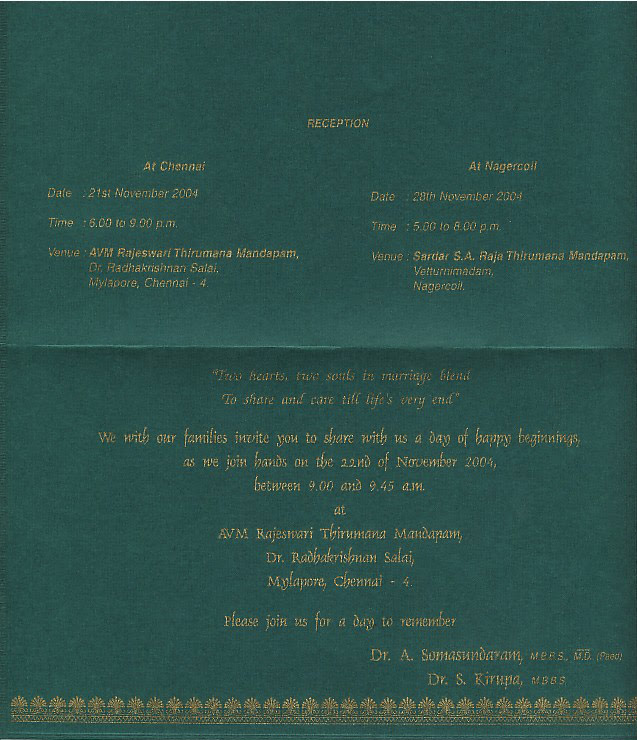 RECEPTION
At Chennai
Date : 21st November 2004
Time : 6.00 to 9.00 p.m.
Venue : AVM Rajeswari Thirumana Mandapam,
Dr. Radhakrishnan Salai,
Mylapore, Chennai - 4.
At Nagercoil
Date : 28th November 2004
Time : 5.00 to 8.00 p.m.
Venue : Sardar S.A. Raja Thirumana Mandapam,
Vetturnimadam,
Nagercoil.
"Two hearts, two souls in marriage blend
To share and care till life's very end"
We with our families invite you to share with us a day of happy beginnings,
as we join hands on the 22nd of November 2004,
between 9.00 and 9.45 a.m.
at
AVM Rajeswari Thirumana Mandapam,
Dr. Radhakrishnan Salai,
Mylapore, Chennai - 4.
Please join us for a day to remember
Dr. A. Somasundaram, M.B.B.S., M.D. (Paed)
Dr. S. Kirupa, M.B.B.S.